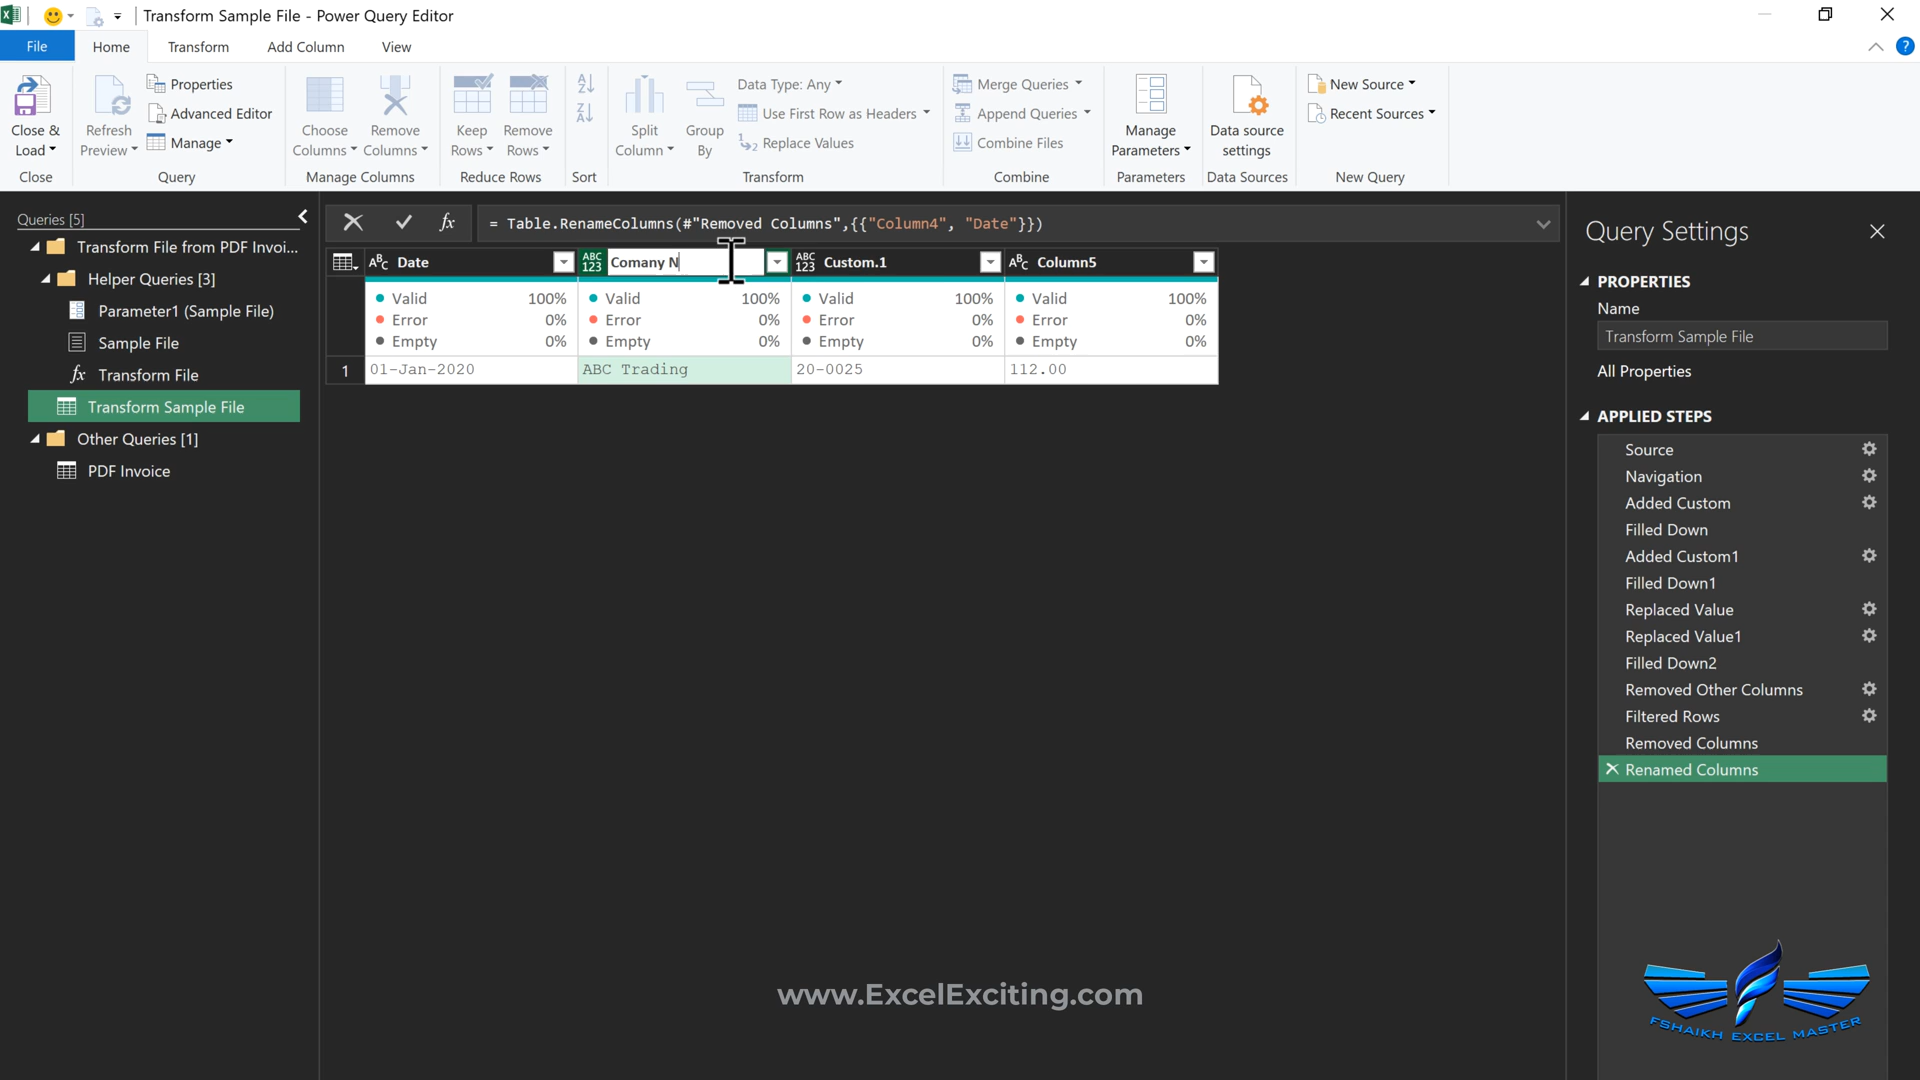 Transform Sample File - Power Query Editor
File Home Transform Add Column View
Close & Load
Close
Refresh Preview
Properties
Advanced Editor
Manage
Query
Choose Columns
Remove Columns
Manage Columns
Keep Rows
Remove Rows
Reduce Rows
Sort
Split Column
Group By
Data Type: Any
Use First Row as Headers
Replace Values
Transform
Merge Queries
Append Queries
Combine Files
Combine
Manage Parameters
Parameters
Data source settings
Data Sources
New Source
Recent Sources
New Query
Queries [5]
Transform File from PDF Invoi...
Helper Queries [3]
Parameter1 (Sample File)
Sample File
fx Transform File
Transform Sample File
Other Queries [1]
PDF Invoice
fx = Table.RenameColumns(#"Removed Columns",{{"Column4", "Date"}})
ABC Date ABC 123 Comany N ABC 123 Custom.1 ABC Column5
Valid 100% Valid 100% Valid 100% Valid 100%
Error 0% Error 0% Error 0% Error 0%
Empty 0% Empty 0% Empty 0% Empty 0%
1 01-Jan-2020 ABC Trading 20-0025 112.00
Query Settings
PROPERTIES
Name
Transform Sample File
All Properties
APPLIED STEPS
Source
Navigation
Added Custom
Filled Down
Added Custom1
Filled Down1
Replaced Value
Replaced Value1
Filled Down2
Removed Other Columns
Filtered Rows
Removed Columns
Renamed Columns
www.ExcelExciting.com
FSHAIKH EXCEL MASTER